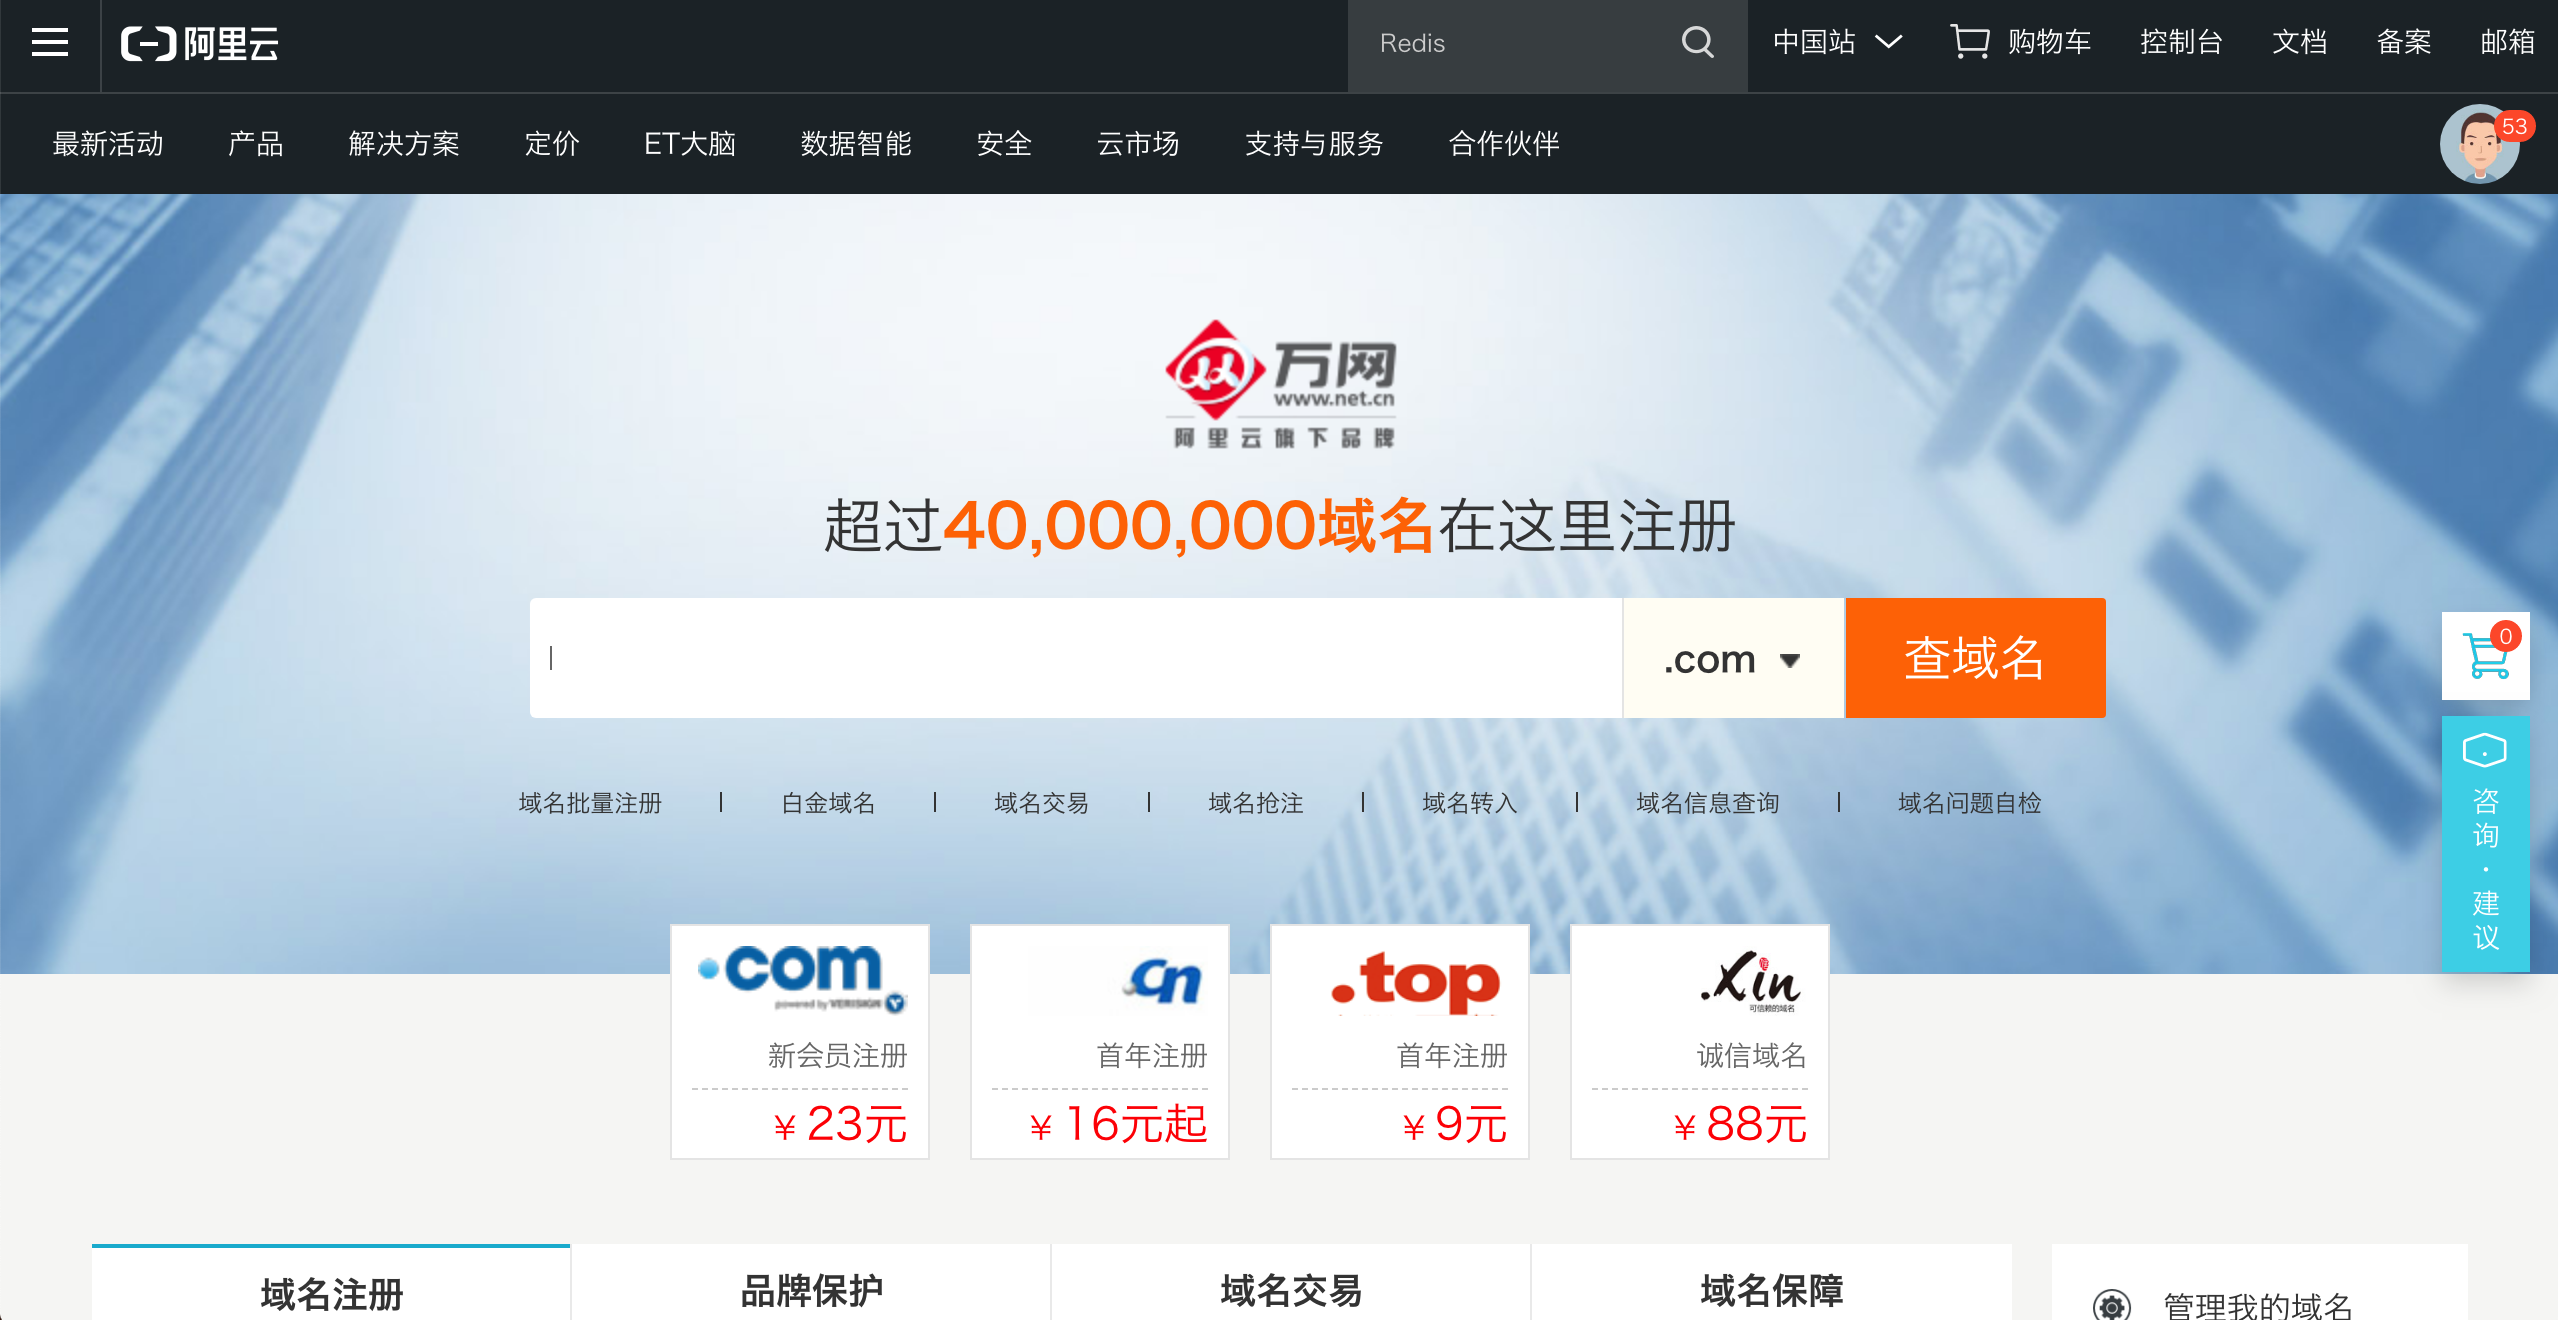 阿里云
Redis
中国站
购物车
控制台
文档
备案
邮箱
最新活动
产品
解决方案
定价
ET大脑
数据智能
安全
云市场
支持与服务
合作伙伴
53
万网
www.net.cn
阿里云旗下品牌
超过40,000,000域名在这里注册
.com
查域名
0
咨询·建议
域名批量注册 | 白金域名 | 域名交易 | 域名抢注 | 域名转入 | 域名信息查询 | 域名问题自检
.com
powered by VERISIGN
新会员注册
¥ 23元
.cn
首年注册
¥ 16元起
.top
首年注册
¥ 9元
.xin
可信赖的域名
诚信域名
¥ 88元
域名注册
品牌保护
域名交易
域名保障
管理我的域名